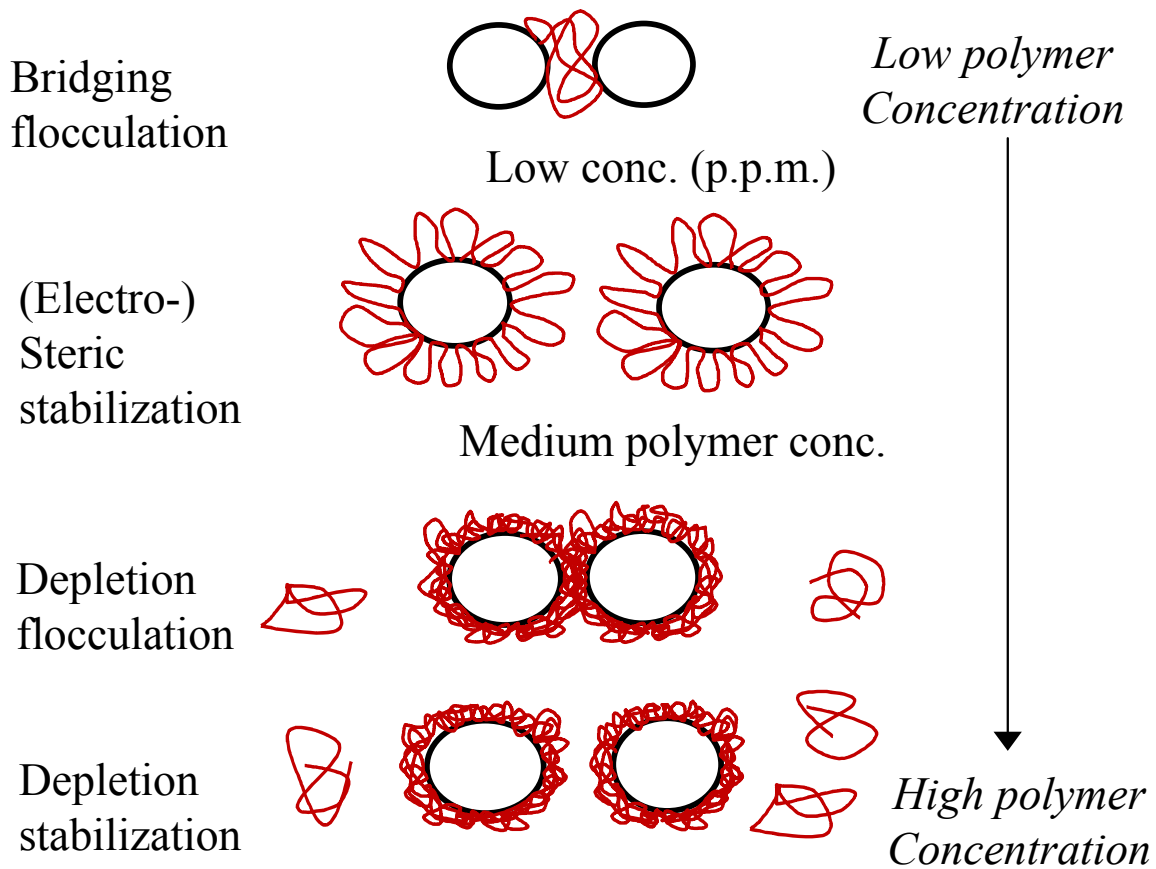 Bridging
flocculation
Low polymer
Concentration
Low conc. (p.p.m.)
(Electro-)
Steric
stabilization
Medium polymer conc.
Depletion
flocculation
Depletion
stabilization
High polymer
Concentration